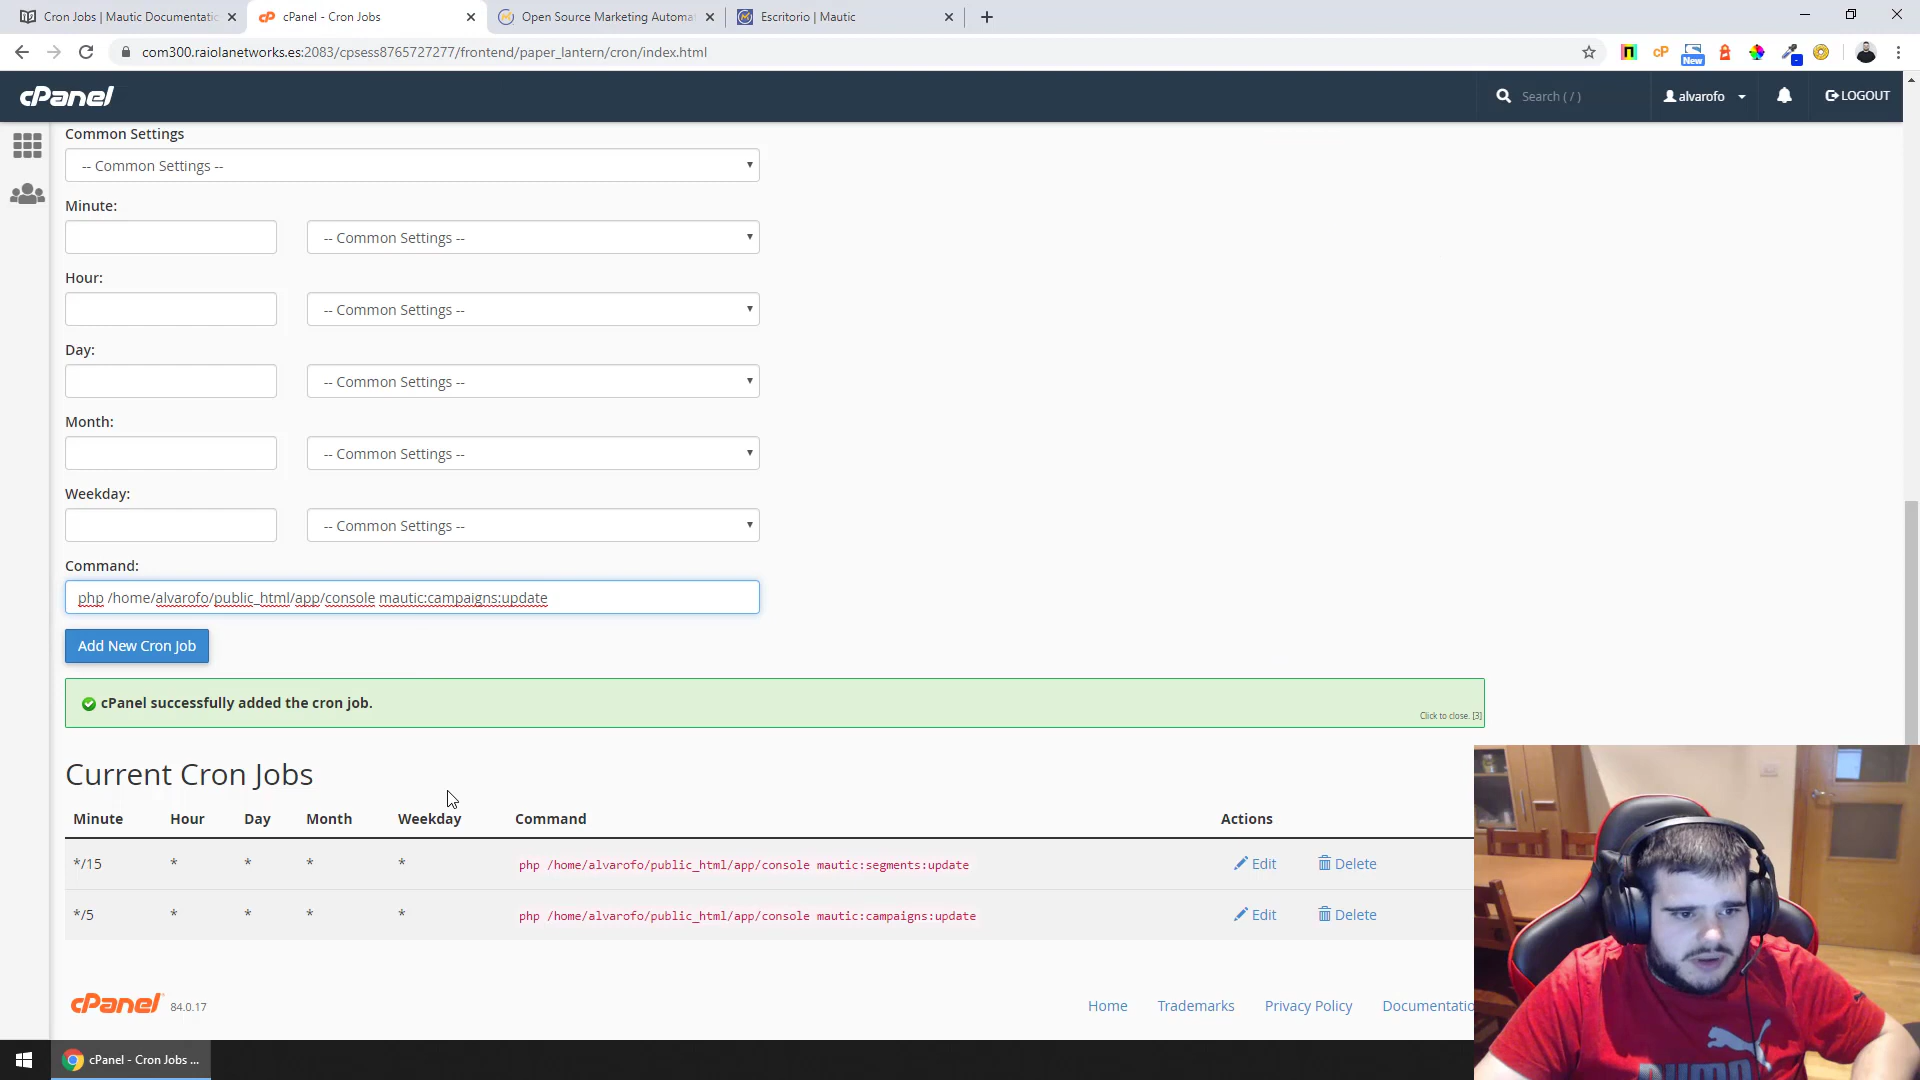 Cron Jobs | Mautic Documentatio
cPanel - Cron Jobs
Open Source Marketing Automat
Escritorio | Mautic
com300.raiolanetworks.es:2083/cpsess8765727277/frontend/paper_lantern/cron/index.html
cP
New
cPanel
Search ( / )
alvarofo
LOGOUT
Common Settings
-- Common Settings --
Minute:
-- Common Settings --
Hour:
-- Common Settings --
Day:
-- Common Settings --
Month:
-- Common Settings --
Weekday:
-- Common Settings --
Command:
php /home/alvarofo/public_html/app/console mautic:campaigns:update
Add New Cron Job
cPanel successfully added the cron job.
Click to close. [3]
Current Cron Jobs
Minute Hour Day Month Weekday Command Actions
*/15 * * * * php /home/alvarofo/public_html/app/console mautic:segments:update Edit Delete
*/5 * * * * php /home/alvarofo/public_html/app/console mautic:campaigns:update Edit Delete
cPanel 84.0.17
Home Trademarks Privacy Policy Documentatio
cPanel - Cron Jobs ...
PUMA